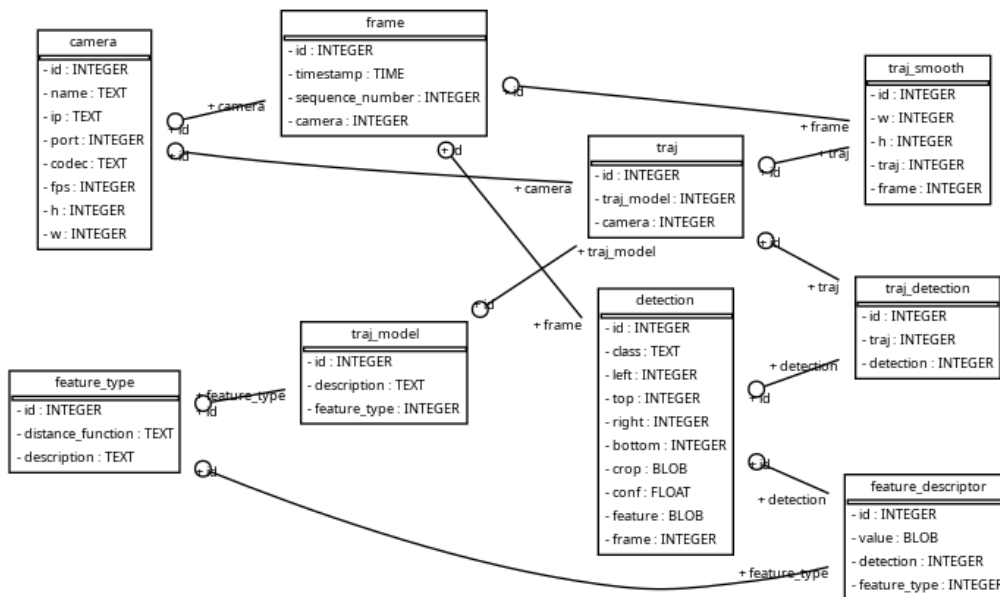 camera
- id : INTEGER
- name : TEXT
- ip : TEXT
- port : INTEGER
- codec : TEXT
- fps : INTEGER
- h : INTEGER
- w : INTEGER
frame
- id : INTEGER
- timestamp : TIME
- sequence_number : INTEGER
- camera : INTEGER
traj_smooth
- id : INTEGER
- w : INTEGER
- h : INTEGER
- traj : INTEGER
- frame : INTEGER
+ camera
+ id
+ id
+ id
+ id
+ frame
+ traj
+ id
+ camera
traj
- id : INTEGER
- traj_model : INTEGER
- camera : INTEGER
+ id
+ traj_model
+ id
+ frame
+ traj
detection
- id : INTEGER
- class : TEXT
- left : INTEGER
- top : INTEGER
- right : INTEGER
- bottom : INTEGER
- crop : BLOB
- conf : FLOAT
- feature : BLOB
- frame : INTEGER
traj_detection
- id : INTEGER
- traj : INTEGER
- detection : INTEGER
traj_model
- id : INTEGER
- description : TEXT
- feature_type : INTEGER
feature_type
- id : INTEGER
- distance_function : TEXT
- description : TEXT
+ feature_type
+ id
+ id
+ detection
+ id
+ id
+ detection
+ feature_type
feature_descriptor
- id : INTEGER
- value : BLOB
- detection : INTEGER
- feature_type : INTEGER